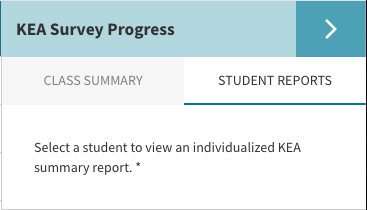 KEA Survey Progress
CLASS SUMMARY
STUDENT REPORTS
Select a student to view an individualized KEA
summary report. *